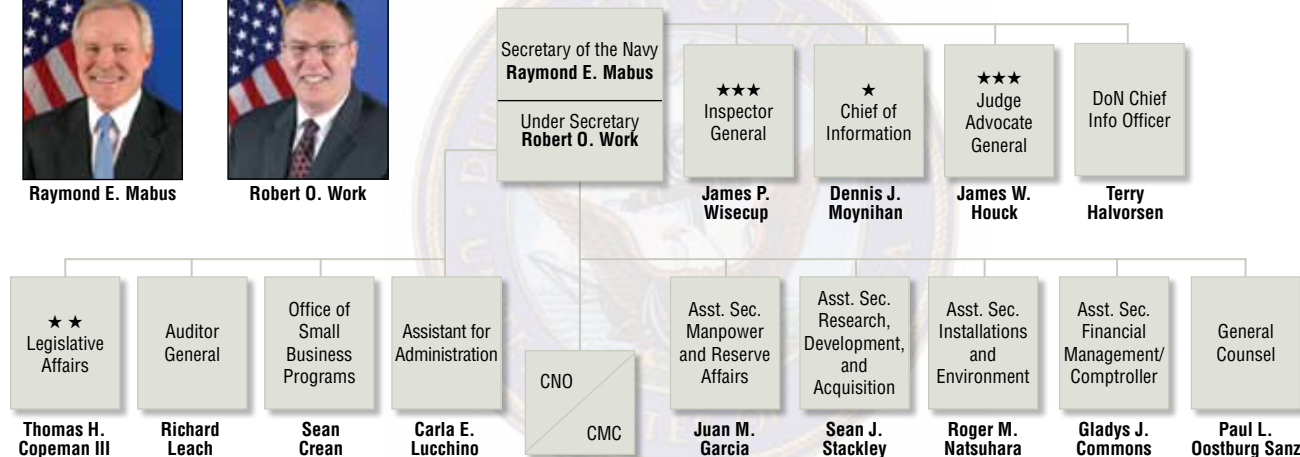 Raymond E. Mabus
Robert O. Work
Secretary of the Navy
Raymond E. Mabus
Under Secretary
Robert O. Work
★★★
Inspector
General
James P.
Wisecup
★
Chief of
Information
Dennis J.
Moynihan
★★★
Judge
Advocate
General
James W.
Houck
DoN Chief
Info Officer
Terry
Halvorsen
★ ★
Legislative
Affairs
Thomas H.
Copeman III
Auditor
General
Richard
Leach
Office of
Small
Business
Programs
Sean
Crean
Assistant for
Administration
Carla E.
Lucchino
CNO
CMC
Asst. Sec.
Manpower
and Reserve
Affairs
Juan M.
Garcia
Asst. Sec.
Research,
Development,
and
Acquisition
Sean J.
Stackley
Asst. Sec.
Installations
and
Environment
Roger M.
Natsuhara
Asst. Sec.
Financial
Management/
Comptroller
Gladys J.
Commons
General
Counsel
Paul L.
Oostburg Sanz